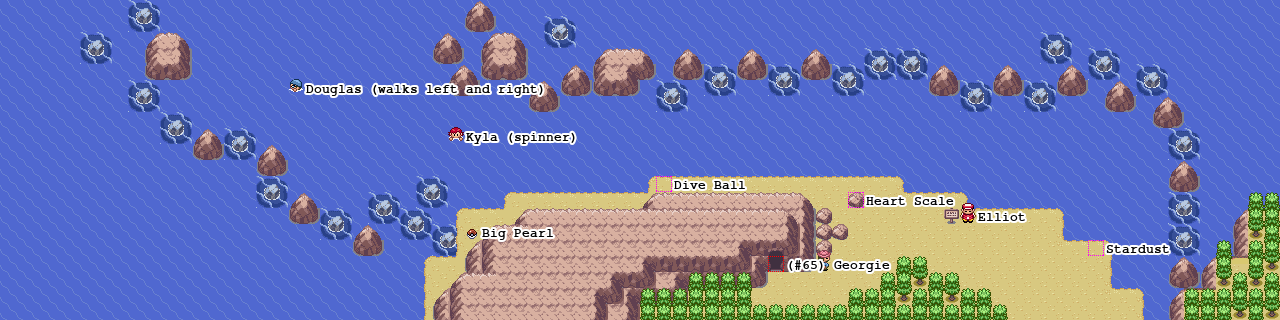 Douglas (walks left and right)
Kyla (spinner)
Dive Ball
Heart Scale
Elliot
Big Pearl
Stardust
(#65) Georgie